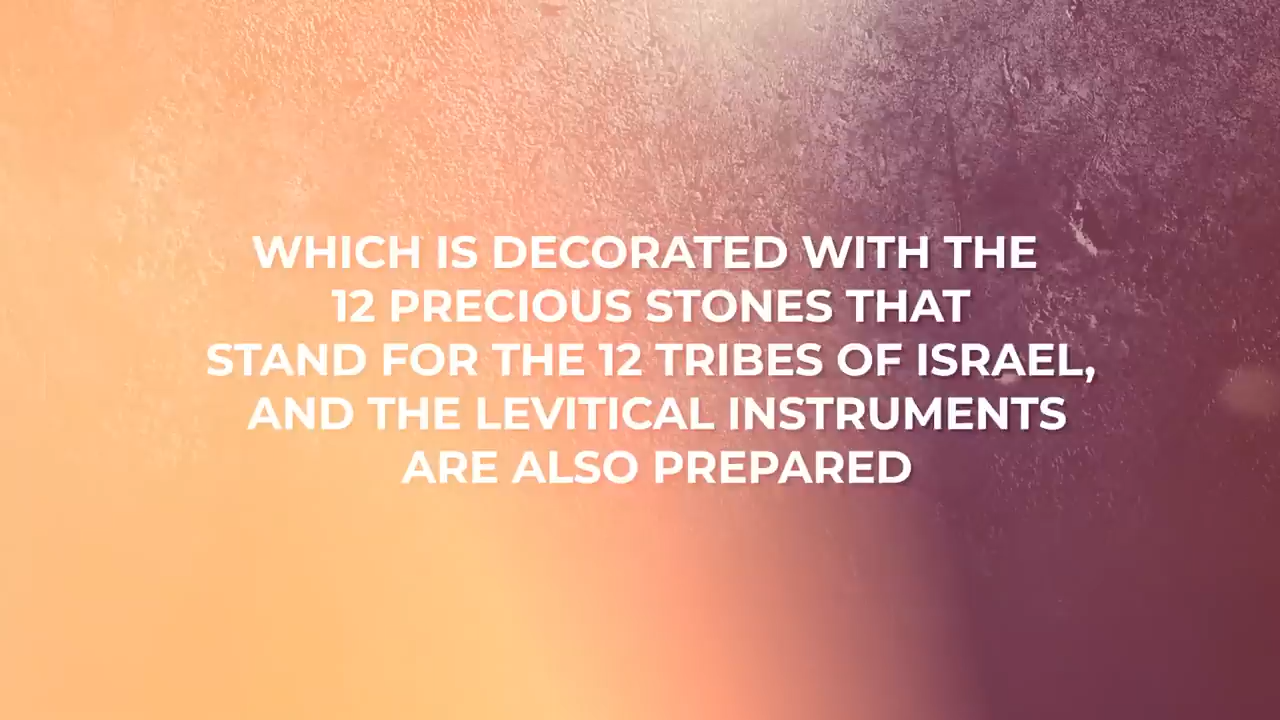 WHICH IS DECORATED WITH THE
12 PRECIOUS STONES THAT
STAND FOR THE 12 TRIBES OF ISRAEL,
AND THE LEVITICAL INSTRUMENTS
ARE ALSO PREPARED